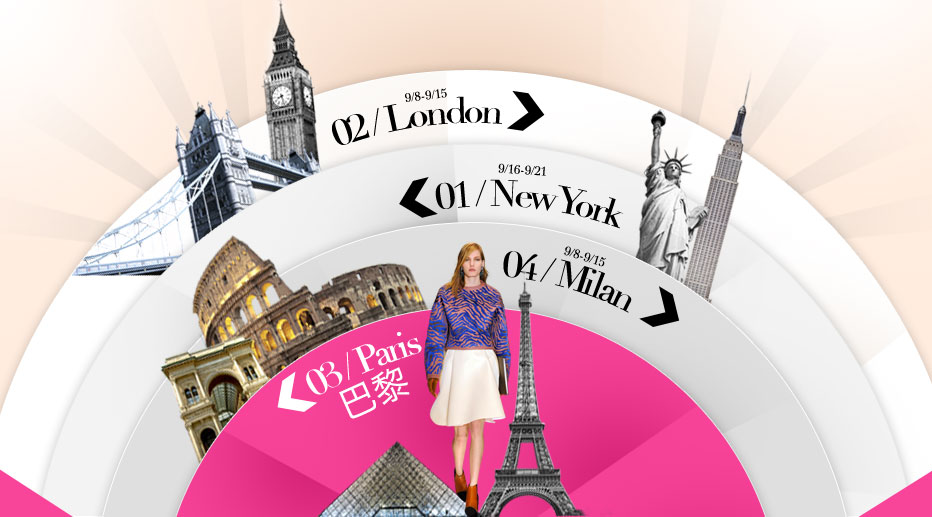 9/8-9/15
02 / London
9/16-9/21
01 / New York
9/8-9/15
04 / Milan
03 / Paris
巴黎